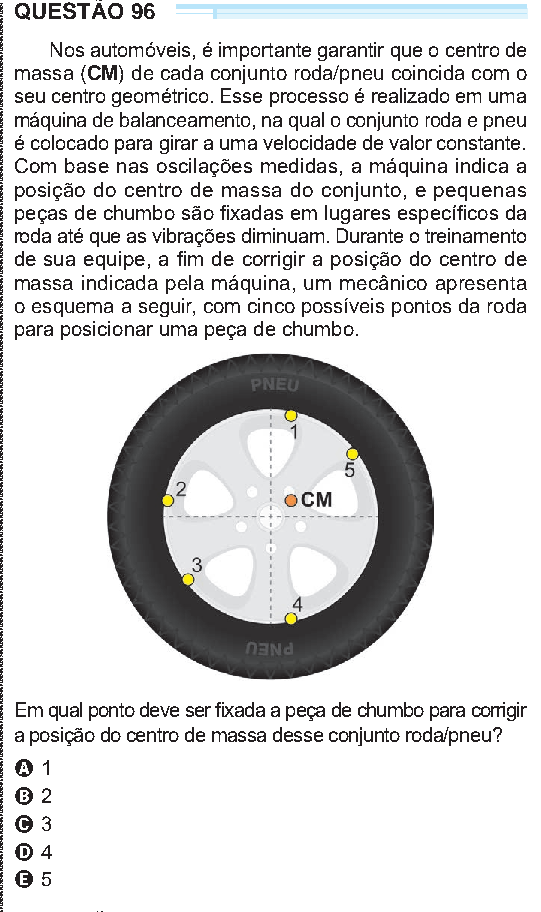 QUESTÃO 96
Nos automóveis, é importante garantir que o centro de
massa (CM) de cada conjunto roda/pneu coincida com o
seu centro geométrico. Esse processo é realizado em uma
máquina de balanceamento, na qual o conjunto roda e pneu
é colocado para girar a uma velocidade de valor constante.
Com base nas oscilações medidas, a máquina indica a
posição do centro de massa do conjunto, e pequenas
peças de chumbo são fixadas em lugares específicos da
roda até que as vibrações diminuam. Durante o treinamento
de sua equipe, a fim de corrigir a posição do centro de
massa indicada pela máquina, um mecânico apresenta
o esquema a seguir, com cinco possíveis pontos da roda
para posicionar uma peça de chumbo.
PNEU
1
5
2
CM
3
4
PNEU
Em qual ponto deve ser fixada a peça de chumbo para corrigir
a posição do centro de massa desse conjunto roda/pneu?
A 1
B 2
C 3
D 4
E 5